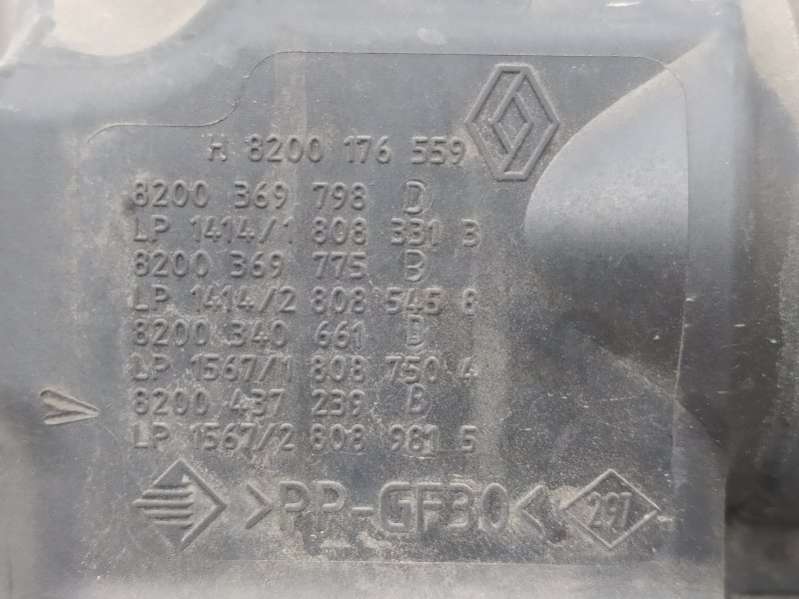 H 8200 176 559
8200 369 798 D
LP 1414/1 808 331 3
8200 369 775 B
LP 1414/2 808 545 8
8200 340 661 D
LP 1567/1 808 750 4
8200 437 239 D
LP 1567/2 808 981 5
>PP-GF30< 297